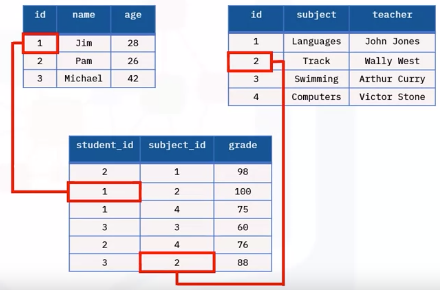 id name age
1 Jim 28
2 Pam 26
3 Michael 42
id subject teacher
1 Languages John Jones
2 Track Wally West
3 Swimming Arthur Curry
4 Computers Victor Stone
student_id subject_id grade
2 1 98
1 2 100
1 4 75
3 3 60
2 4 76
3 2 88